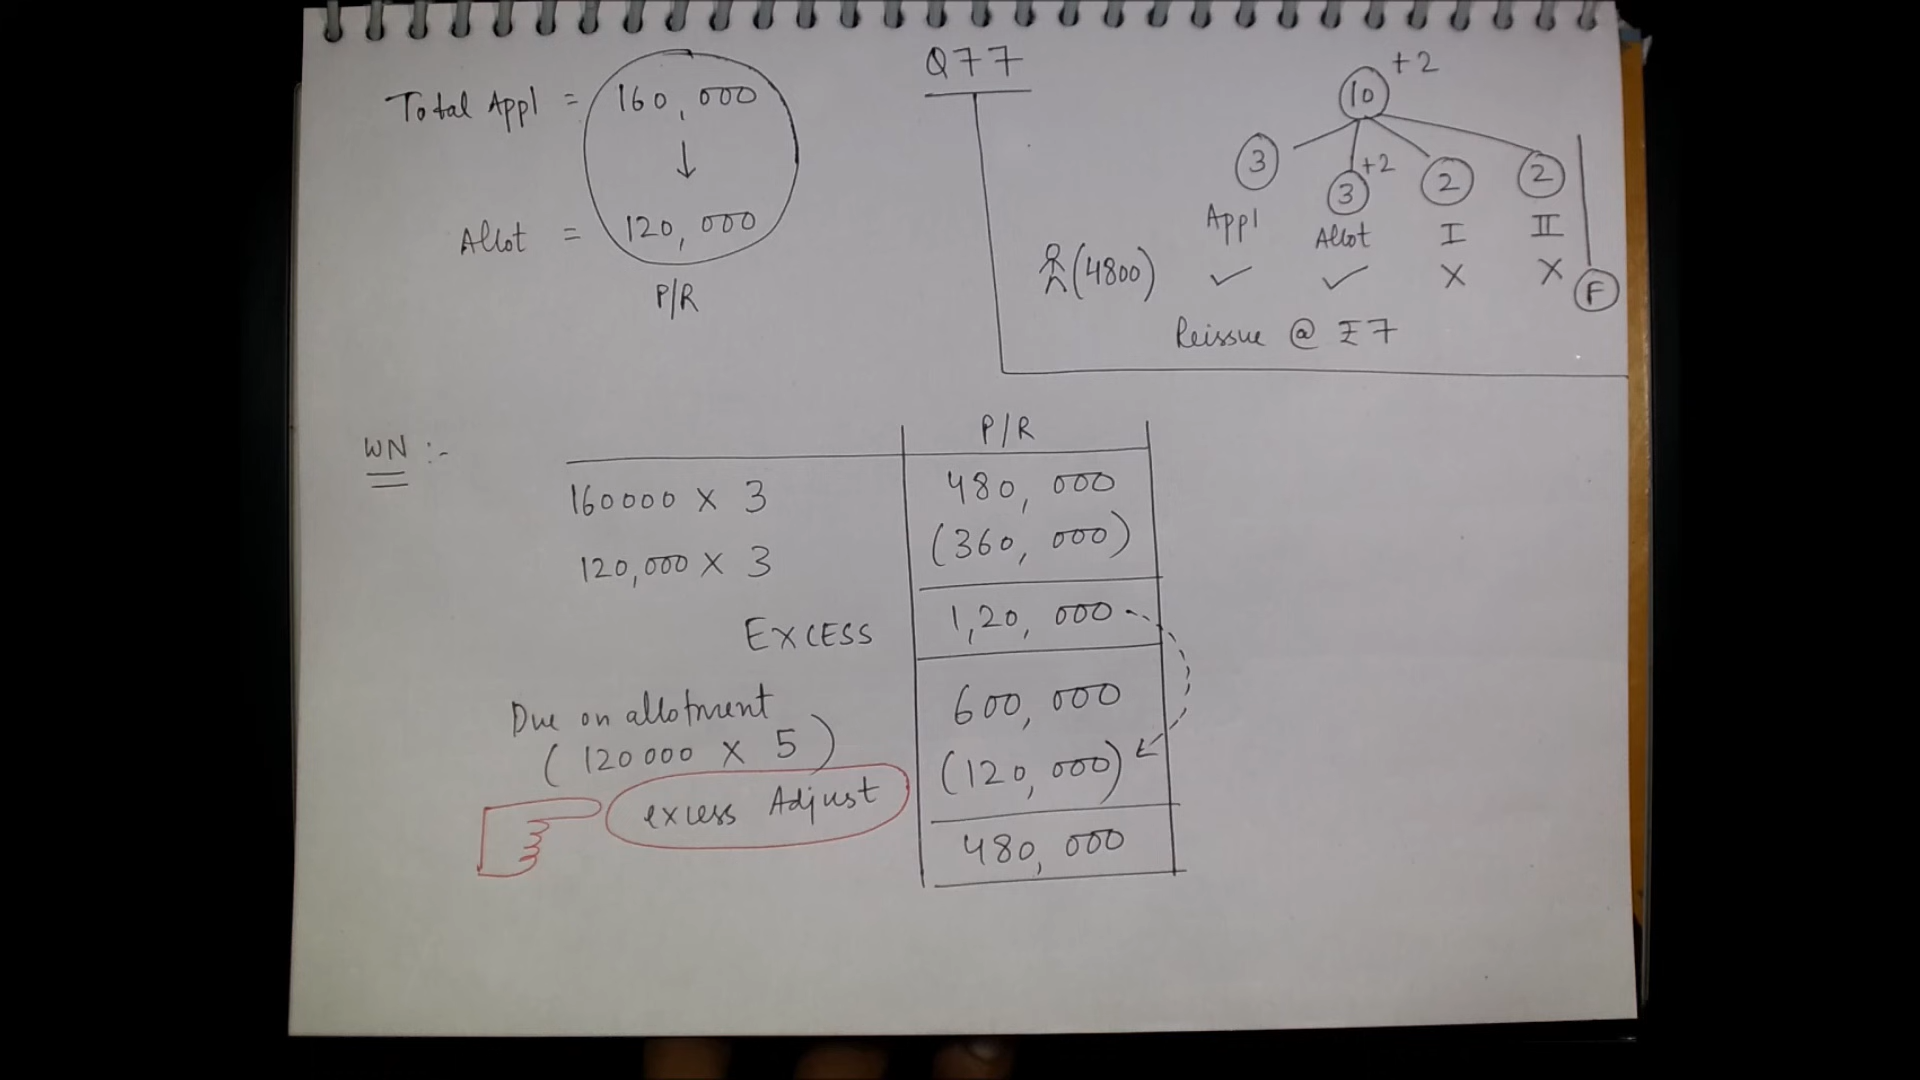 Total Appl = 160,000
↓
Allot = 120,000
P/R
Q77
10 +2
3 3 +2 2 2
Appl Allot I II
(4800) ✓ ✓ X X F
Reissue @ ₹7
WN :-
P/R
160000 X 3 480,000
120,000 X 3 (360,000)
EXCESS 1,20,000
Due on allotment 600,000
(120000 X 5)
excess Adjust (120,000)
480,000